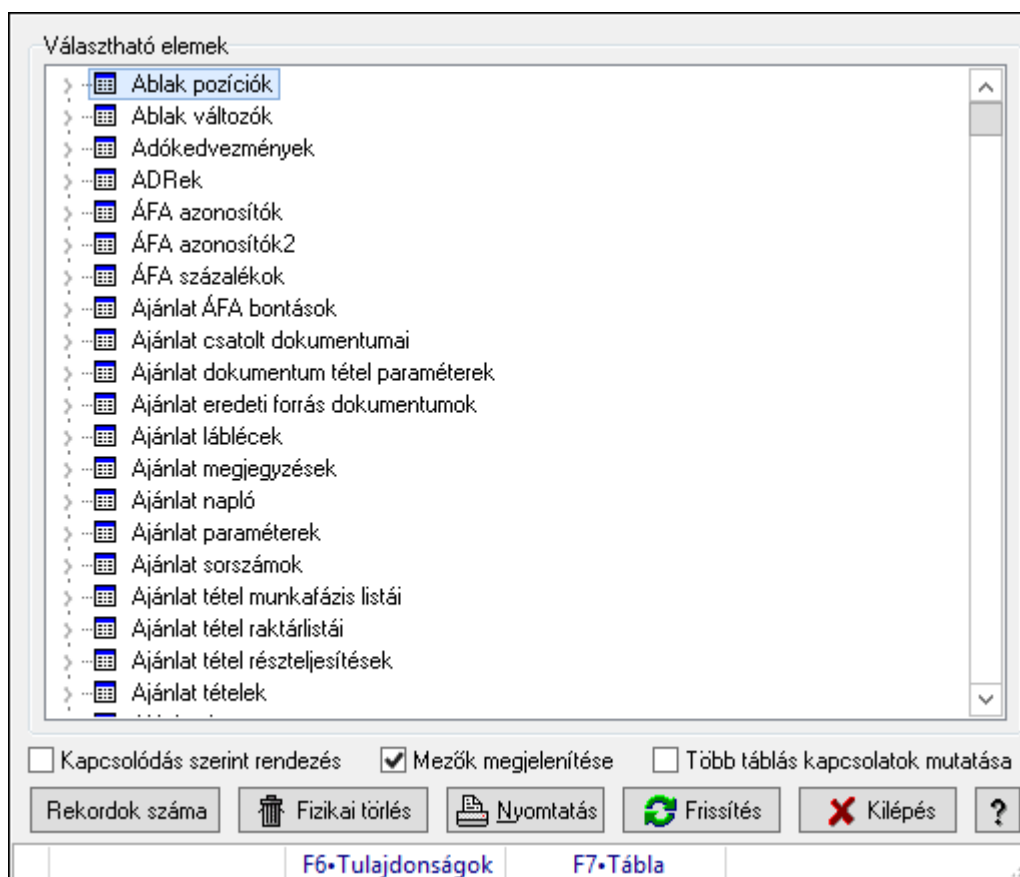 Választható elemek
Ablak pozíciók
Ablak változók
Adókedvezmények
ADRek
ÁFA azonosítók
ÁFA azonosítók2
ÁFA százalékok
Ajánlat ÁFA bontások
Ajánlat csatolt dokumentumai
Ajánlat dokumentum tétel paraméterek
Ajánlat eredeti forrás dokumentumok
Ajánlat láblécek
Ajánlat megjegyzések
Ajánlat napló
Ajánlat paraméterek
Ajánlat sorszámok
Ajánlat tétel munkafázis listái
Ajánlat tétel raktárlistái
Ajánlat tétel részteljesítések
Ajánlat tételek
Kapcsolódás szerint rendezés Mezők megjelenítése Több táblás kapcsolatok mutatása
Rekordok száma Fizikai törlés Nyomtatás Frissítés Kilépés ?
F6•Tulajdonságok F7•Tábla